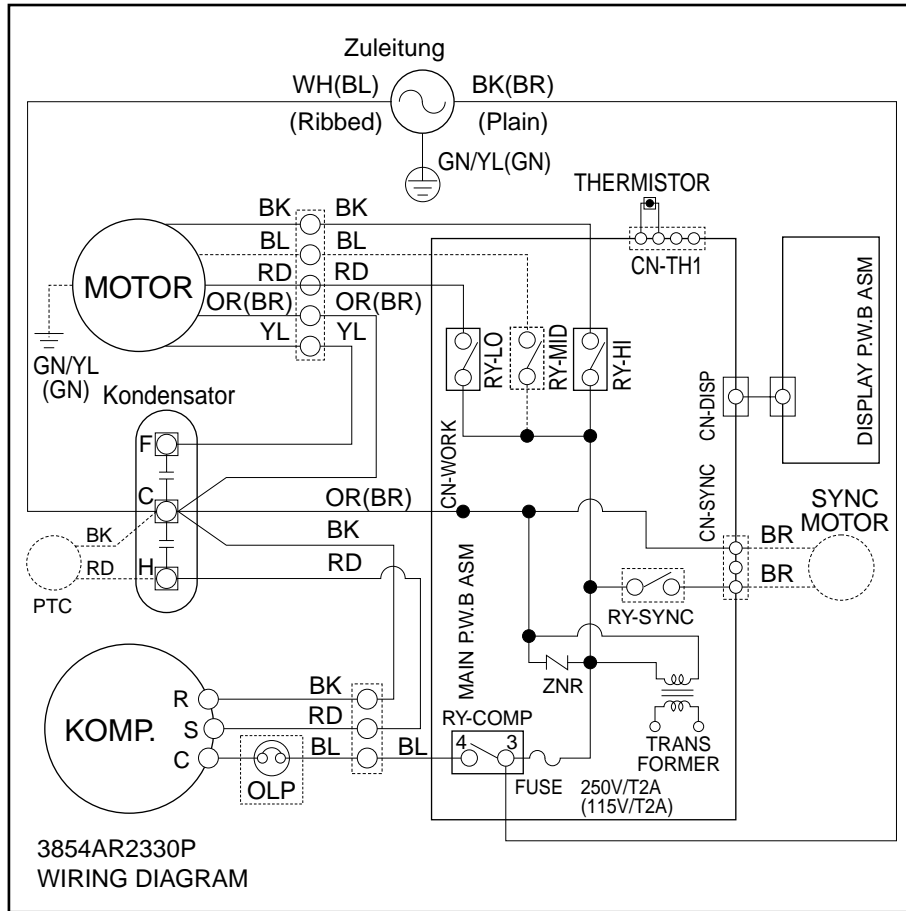 Zuleitung
WH(BL)
BK(BR)
(Ribbed)
(Plain)
GN/YL(GN)
THERMISTOR
CN-TH1
BK
BK
BL
BL
RD
RD
OR(BR)
OR(BR)
YL
YL
MOTOR
GN/YL
(GN)
Kondensator
RY-LO
RY-MID
RY-HI
CN-DISP
DISPLAY P.W.B ASM
F
C
H
CN-WORK
CN-SYNC
SYNC
MOTOR
OR(BR)
BK
RD
BK
RD
PTC
BR
BR
RY-SYNC
MAIN P.W.B ASM
ZNR
KOMP.
R
S
C
BK
RD
BL
BL
OLP
RY-COMP
4
3
FUSE
250V/T2A
(115V/T2A)
TRANS
FORMER
3854AR2330P
WIRING DIAGRAM